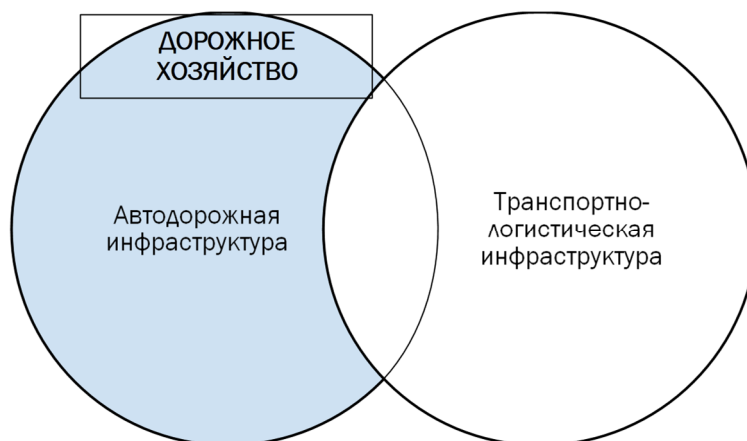 ДОРОЖНОЕ
ХОЗЯЙСТВО
Автодорожная
инфраструктура
Транспортно-
логистическая
инфраструктура